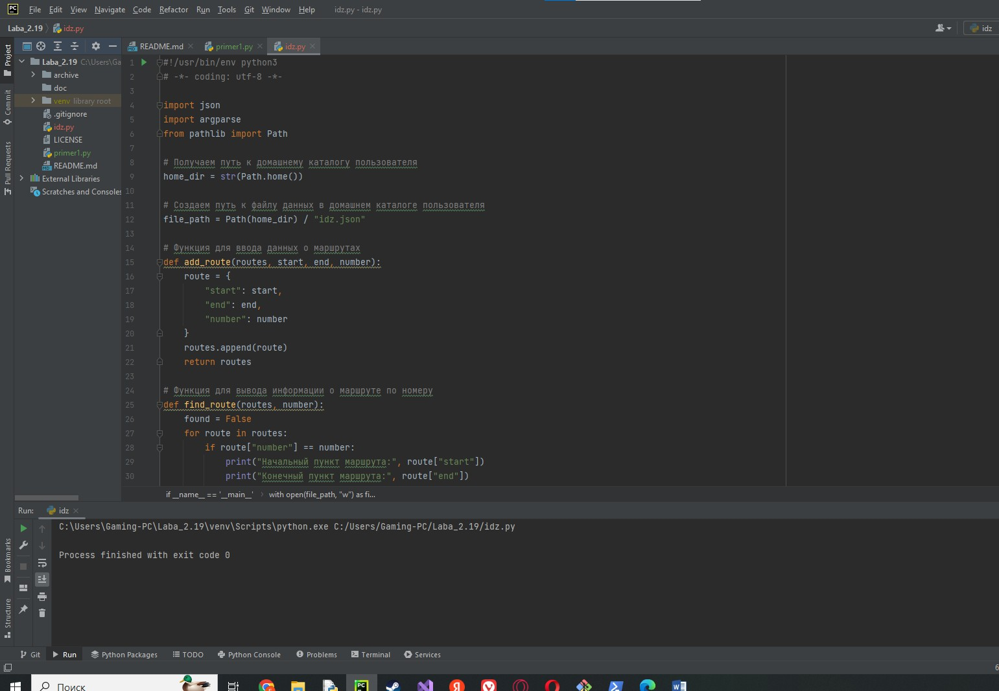 PC File Edit View Navigate Code Refactor Run Tools Git Window Help idz.py - idz.py
Laba_2.19 idz.py idz
Project
Commit
Pull Requests
Bookmarks
Structure
Laba_2.19 C:\Users\Ga
archive
doc
venv library root
.gitignore
idz.py
LICENSE
primer1.py
README.md
External Libraries
Scratches and Consoles
README.md primer1.py idz.py
1 #!/usr/bin/env python3
2 # -*- coding: utf-8 -*-
3
4 import json
5 import argparse
6 from pathlib import Path
7
8 # Получаем путь к домашнему каталогу пользователя
9 home_dir = str(Path.home())
10
11 # Создаем путь к файлу данных в домашнем каталоге пользователя
12 file_path = Path(home_dir) / "idz.json"
13
14 # Функция для ввода данных о маршрутах
15 def add_route(routes, start, end, number):
16 route = {
17 "start": start,
18 "end": end,
19 "number": number
20 }
21 routes.append(route)
22 return routes
23
24 # Функция для вывода информации о маршруте по номеру
25 def find_route(routes, number):
26 found = False
27 for route in routes:
28 if route["number"] == number:
29 print("Начальный пункт маршрута:", route["start"])
30 print("Конечный пункт маршрута:", route["end"])
if __name__ == '__main__' with open(file_path, "w") as fi...
Run: idz
C:\Users\Gaming-PC\Laba_2.19\venv\Scripts\python.exe C:/Users/Gaming-PC/Laba_2.19/idz.py
Process finished with exit code 0
Git Run Python Packages TODO Python Console Problems Terminal Services
6
Поиск